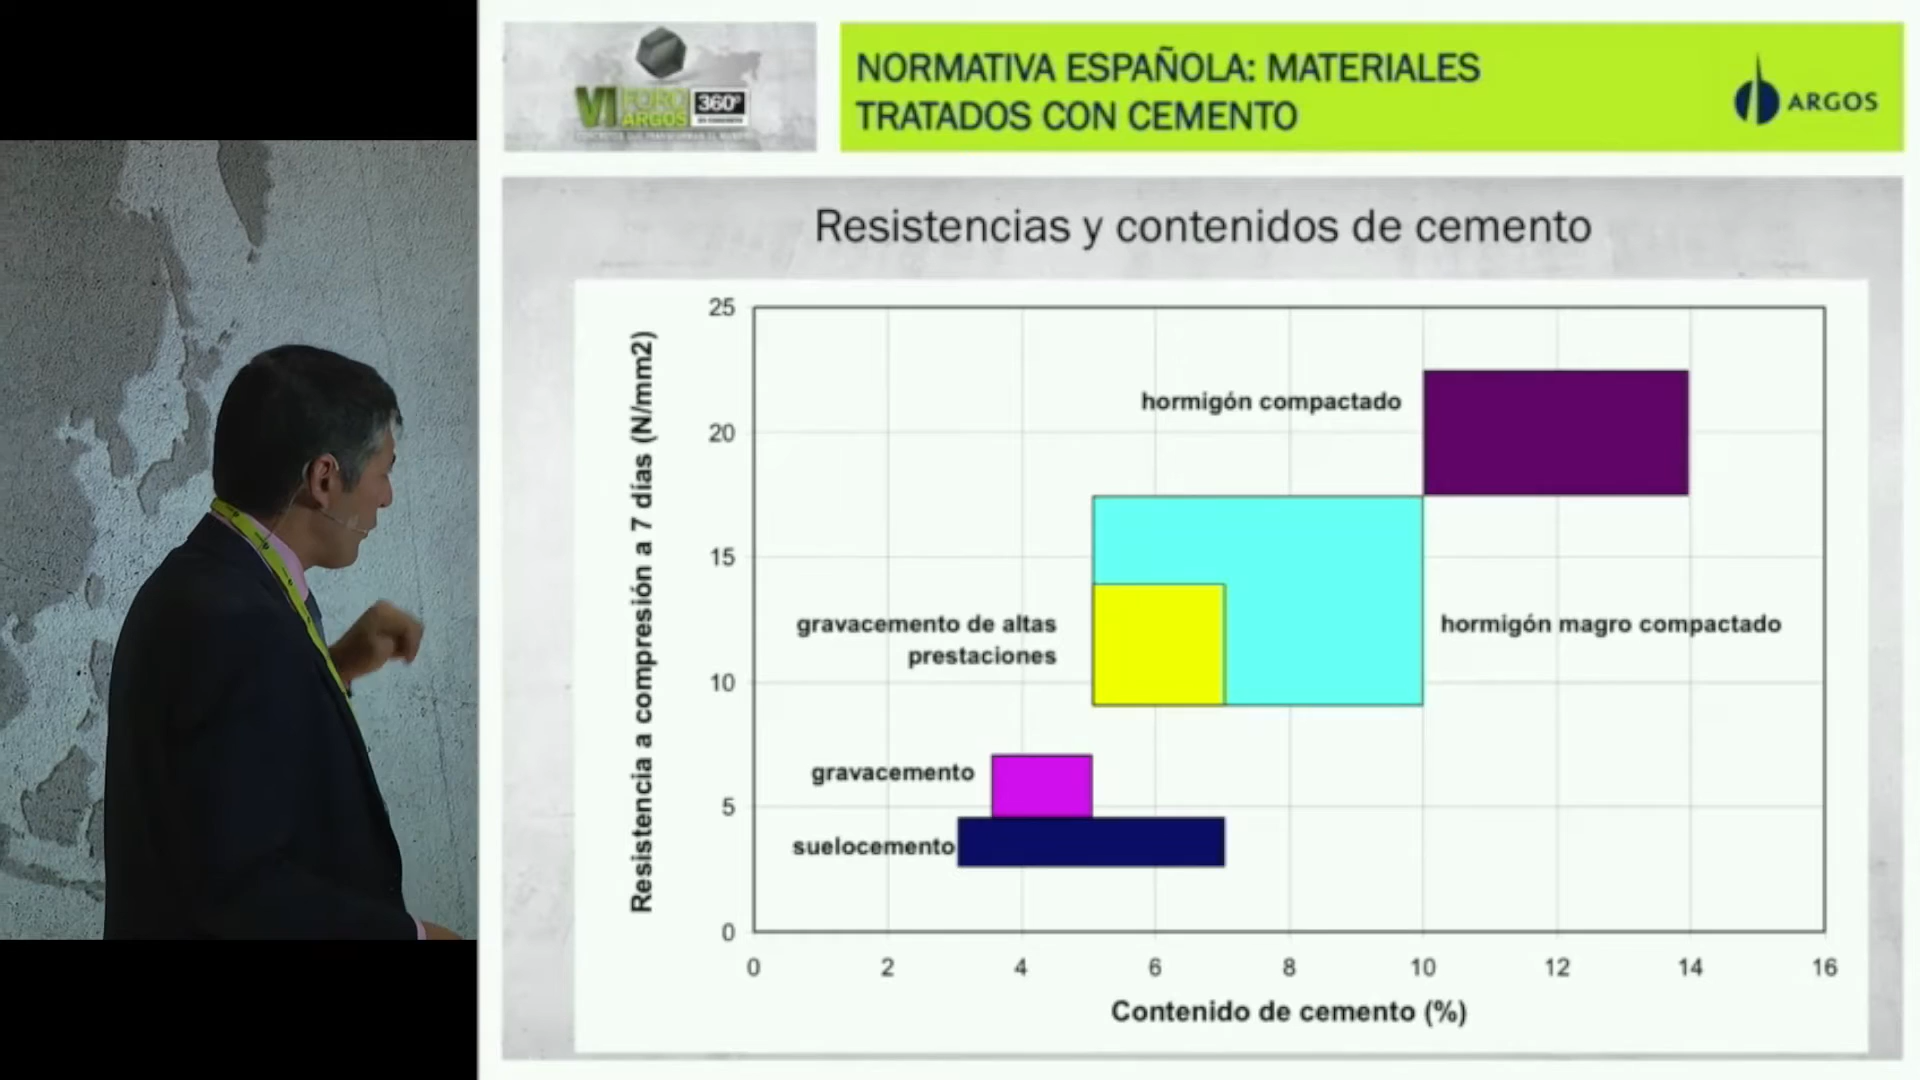 VI FORO
ARGOS
360º
NORMATIVA ESPAÑOLA: MATERIALES
TRATADOS CON CEMENTO
ARGOS
Resistencias y contenidos de cemento
Resistencia a compresión a 7 días (N/mm2)
25
20
15
10
5
0
hormigón compactado
gravacemento de altas
prestaciones
hormigón magro compactado
gravacemento
suelocemento
0 2 4 6 8 10 12 14 16
Contenido de cemento (%)